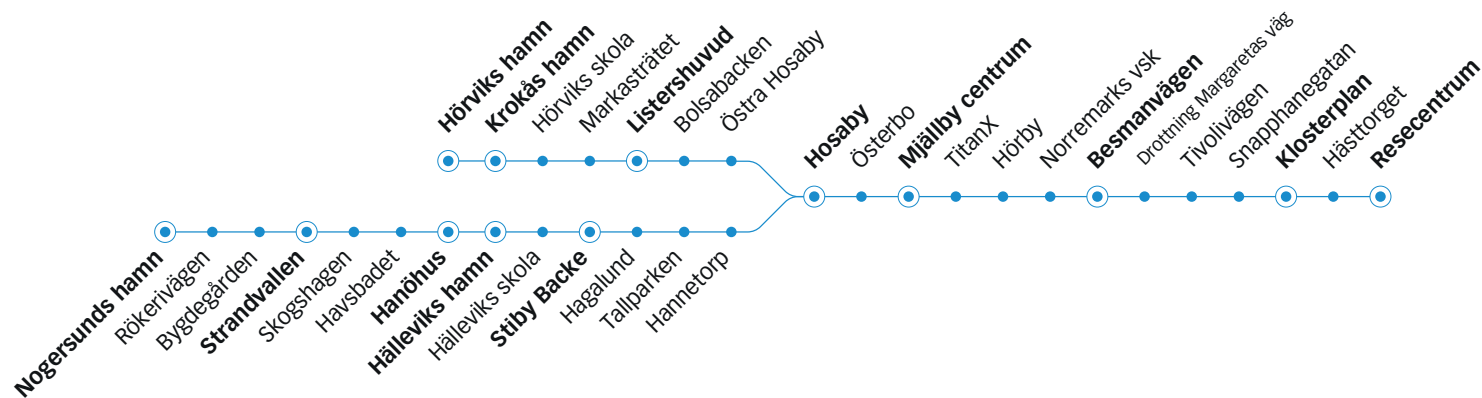 Hörviks hamn
Krokås hamn
Hörviks skola
Markasträtet
Listershuvud
Bolsabacken
Östra Hosaby
Hosaby
Österbo
Mjällby centrum
TitanX
Hörby
Norremarks vsk
Besmanvägen
Drottning Margaretas väg
Tivolivägen
Snapphanegatan
Klosterplan
Hästtorget
Resecentrum
Nogersunds hamn
Rökerivägen
Bygdegården
Strandvallen
Skogshagen
Havsbadet
Hanöhus
Hälleviks hamn
Hälleviks skola
Stiby Backe
Hagalund
Tallparken
Hannetorp